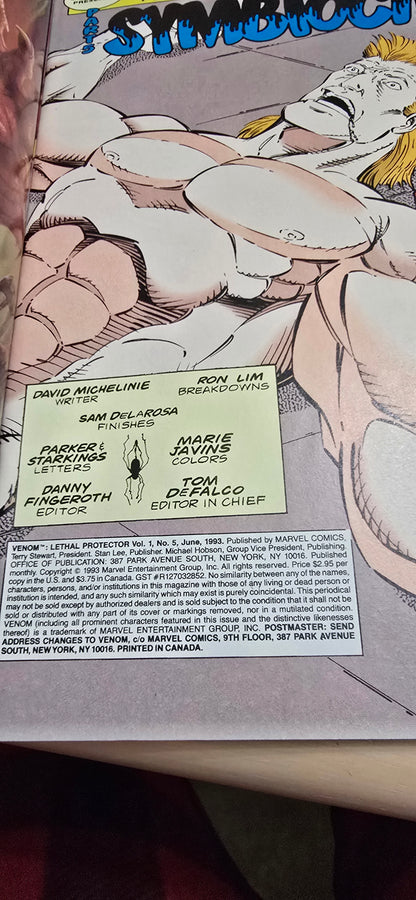 PART 5
DAVID MICHELINIE
WRITER
RON LIM
BREAKDOWNS
SAM DELAROSA
FINISHES
PARKER &
STARKINGS
LETTERS
MARIE
JAVINS
COLORS
DANNY
FINGEROTH
EDITOR
TOM
DEFALCO
EDITOR IN CHIEF
VENOM™: LETHAL PROTECTOR Vol. 1, No. 5, June, 1993. Published by MARVEL COMICS,
Terry Stewart, President. Stan Lee, Publisher. Michael Hobson, Group Vice President, Publishing.
OFFICE OF PUBLICATION: 387 PARK AVENUE SOUTH, NEW YORK, N.Y. 10016. Published
monthly. Copyright © 1993 Marvel Entertainment Group, Inc. All rights reserved. Price $2.95 per
copy in the U.S. and $3.75 in Canada. GST #R127032852. No similarity between any of the names,
characters, persons, and/or institutions in this magazine with those of any living or dead person or
institution is intended, and any such similarity which may exist is purely coincidental. This periodical
may not be sold except by authorized dealers and is sold subject to the condition that it shall not be
sold or distributed with any part of its cover or markings removed, nor in a mutilated condition.
VENOM (including all prominent characters featured in this issue and the distinctive likenesses
thereof) is a trademark of MARVEL ENTERTAINMENT GROUP, INC. POSTMASTER: SEND
ADDRESS CHANGES TO VENOM, c/o MARVEL COMICS, 9TH FLOOR, 387 PARK AVENUE
SOUTH, NEW YORK, NY 10016. PRINTED IN CANADA.